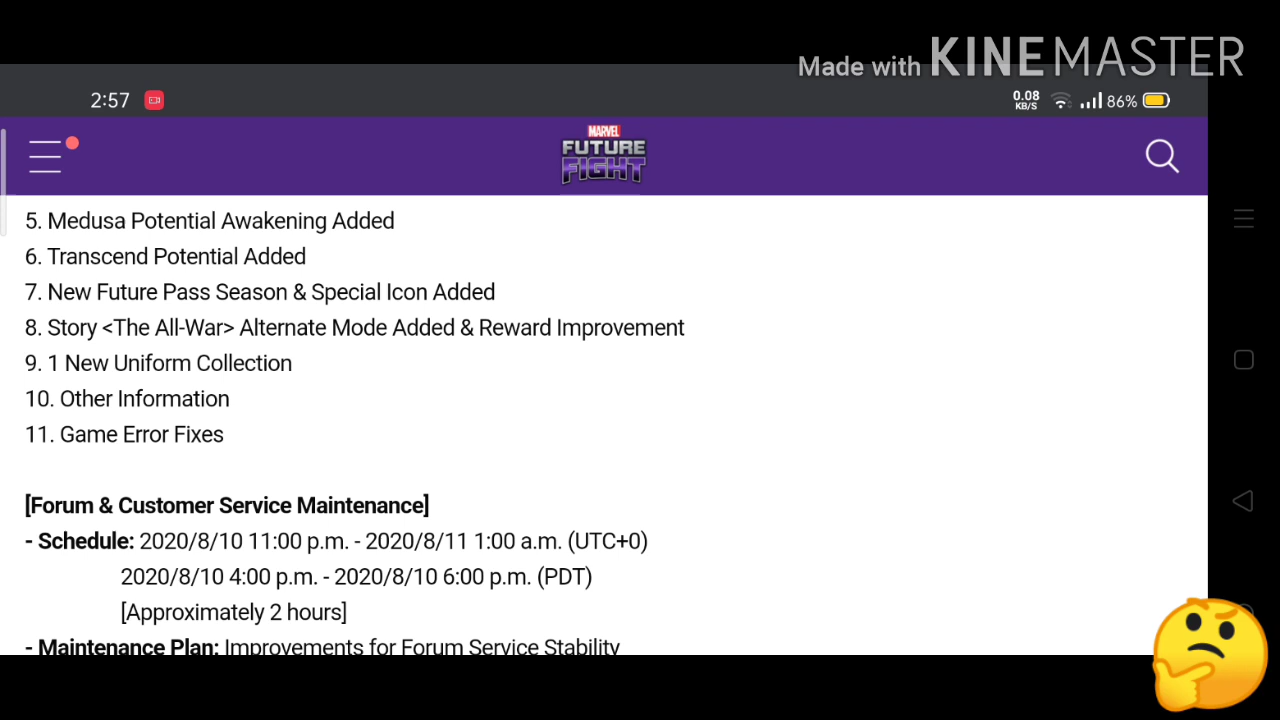 Made with KINEMASTER
2:57
0.08
KB/S
86%
MARVEL
FUTURE
FIGHT
5. Medusa Potential Awakening Added
6. Transcend Potential Added
7. New Future Pass Season & Special Icon Added
8. Story <The All-War> Alternate Mode Added & Reward Improvement
9. 1 New Uniform Collection
10. Other Information
11. Game Error Fixes
[Forum & Customer Service Maintenance]
- Schedule: 2020/8/10 11:00 p.m. - 2020/8/11 1:00 a.m. (UTC+0)
2020/8/10 4:00 p.m. - 2020/8/10 6:00 p.m. (PDT)
[Approximately 2 hours]
- Maintenance Plan: Improvements for Forum Service Stability